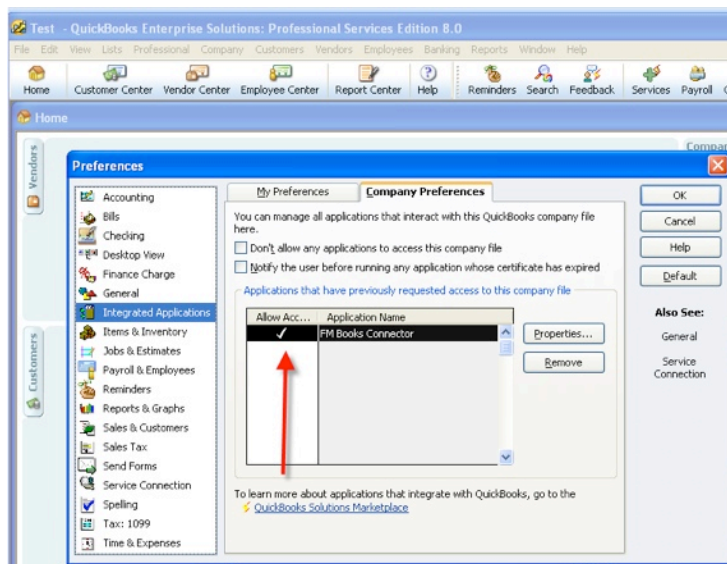 Test - QuickBooks Enterprise Solutions: Professional Services Edition 8.0
File Edit View Lists Professional Company Customers Vendors Employees Banking Reports Window Help
Home Customer Center Vendor Center Employee Center Report Center Help Reminders Search Feedback Services Payroll
Home
Vendors
Customers
Preferences
Accounting
Bills
Checking
Desktop View
Finance Charge
General
Integrated Applications
Items & Inventory
Jobs & Estimates
Payroll & Employees
Reminders
Reports & Graphs
Sales & Customers
Sales Tax
Send Forms
Service Connection
Spelling
Tax: 1099
Time & Expenses
My Preferences Company Preferences
You can manage all applications that interact with this QuickBooks company file
here.
Don't allow any applications to access this company file
Notify the user before running any application whose certificate has expired
Applications that have previously requested access to this company file
Allow Acc... Application Name
FM Books Connector
Properties...
Remove
To learn more about applications that integrate with QuickBooks, go to the
QuickBooks Solutions Marketplace
OK
Cancel
Help
Default
Also See:
General
Service
Connection